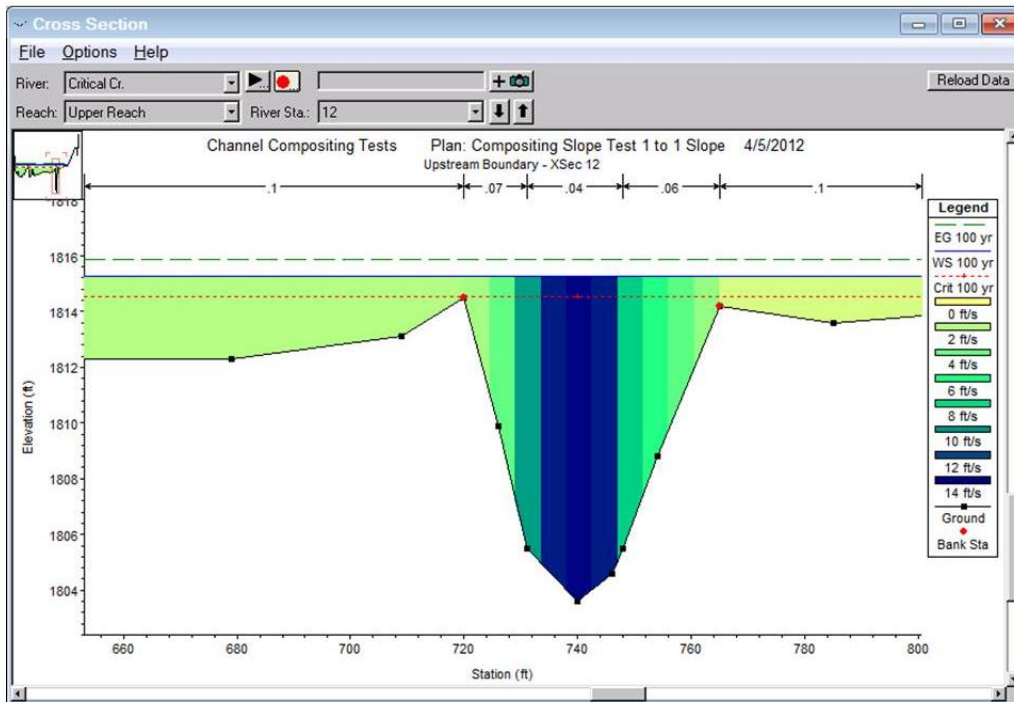 Cross Section
File Options Help
River: Critical Cr.
Reload Data
Reach: Upper Reach River Sta.: 12
Channel Compositing Tests Plan: Compositing Slope Test 1 to 1 Slope 4/5/2012
Upstream Boundary - XSec 12
.1 .07 .04 .06 .1
1818
1816
1814
1812
1810
1808
1806
1804
Elevation (ft)
660 680 700 720 740 760 780 800
Station (ft)
Legend
EG 100 yr
WS 100 yr
Crit 100 yr
0 ft/s
2 ft/s
4 ft/s
6 ft/s
8 ft/s
10 ft/s
12 ft/s
14 ft/s
Ground
Bank Sta